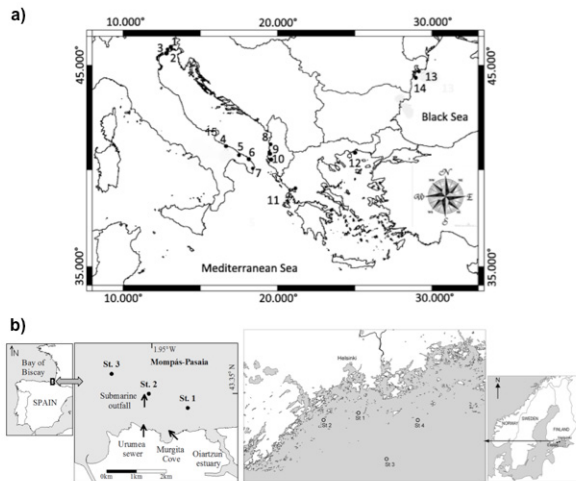 a)
10.000° 20.000° 30.000°
45.000°
45.000°
3
2
13
14
Black Sea
15
4
5
6
7
8
9
10
12
11
N
E
S
35.000°
35.000°
Mediterranean Sea
10.000° 20.000° 30.000°
b)
N
Bay of
Biscay
SPAIN
1.95° W
Mompás-Pasaia
St. 3
St. 2
St. 1
43.35° N
Submarine
outfall
Urumea
sewer
Murgita
Cove
Oiartzun
estuary
0km 1km 2km
Helsinki
St 1
St 2
St 4
St 3
N
NORWAY
SWEDEN
FINLAND